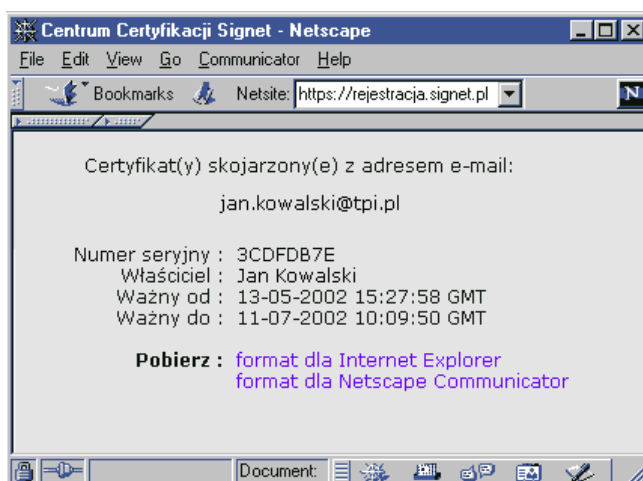 Centrum Certyfikacji Signet - Netscape
File Edit View Go Communicator Help
Bookmarks Netsite: https://rejestracja.signet.pl N
Certyfikat(y) skojarzony(e) z adresem e-mail:
jan.kowalski@tpi.pl
Numer seryjny : 3CDFDB7E
Właściciel : Jan Kowalski
Ważny od : 13-05-2002 15:27:58 GMT
Ważny do : 11-07-2002 10:09:50 GMT
Pobierz : format dla Internet Explorer
format dla Netscape Communicator
Document: